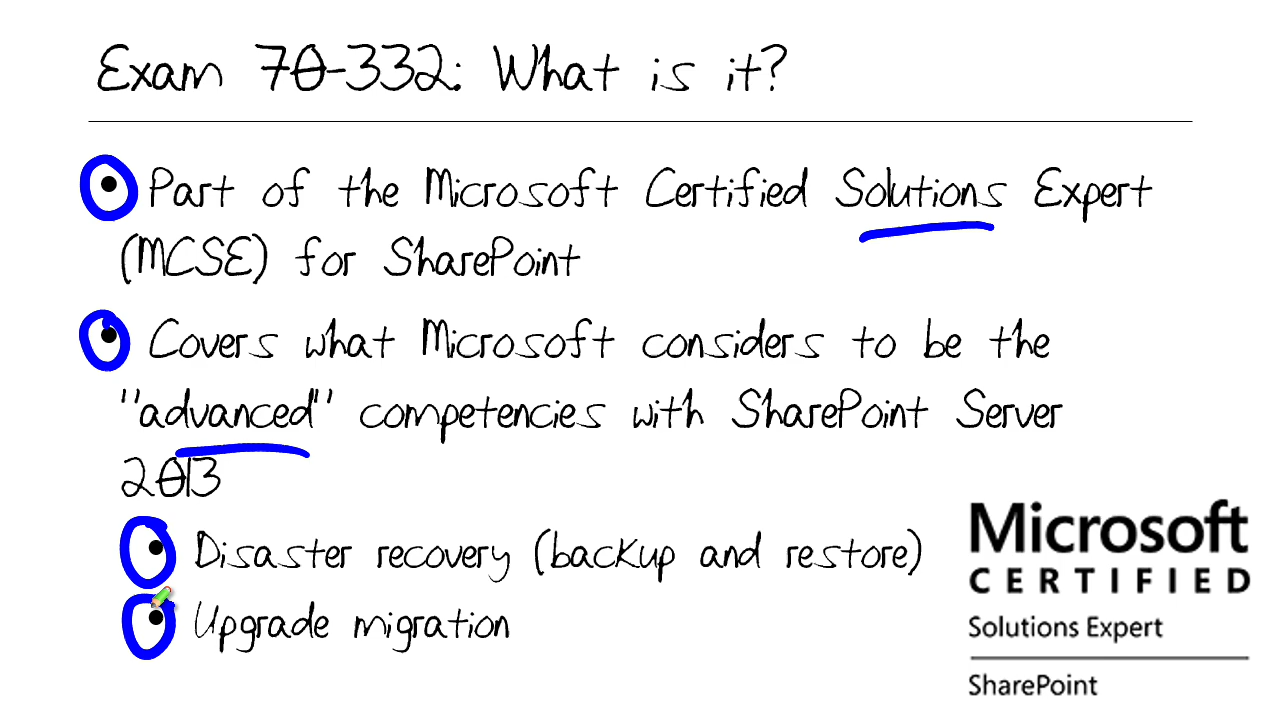 Exam 70-332: What is it?
Part of the Microsoft Certified Solutions Expert
(MCSE) for SharePoint
Covers what Microsoft considers to be the
"advanced" competencies with SharePoint Server
2013
Disaster recovery (backup and restore)
Upgrade migration
Microsoft
CERTIFIED
Solutions Expert
SharePoint